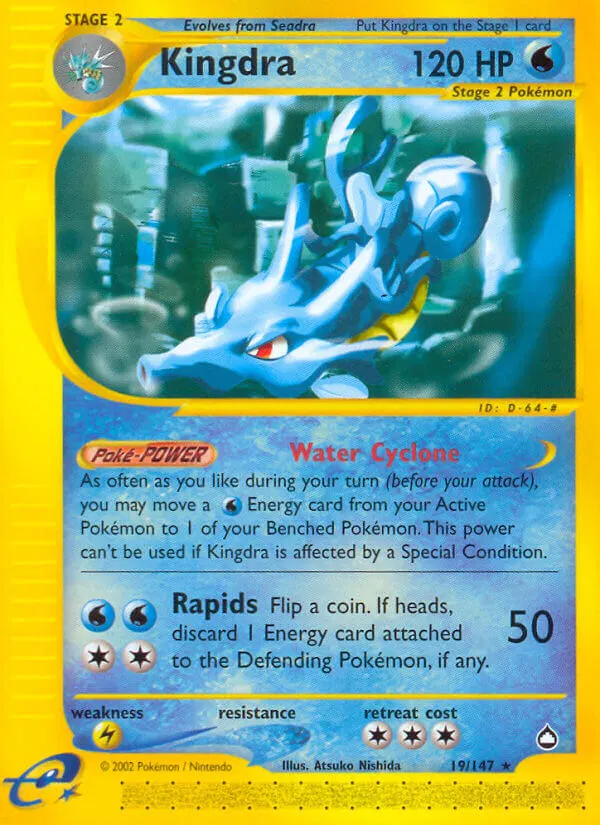 STAGE 2
Evolves from Seadra
Put Kingdra on the Stage 1 card
Kingdra
120 HP
Stage 2 Pokémon
ID: D-64-#
Poké-POWER
Water Cyclone
As often as you like during your turn (before your attack),
you may move a Energy card from your Active
Pokémon to 1 of your Benched Pokémon. This power
can't be used if Kingdra is affected by a Special Condition.
Rapids Flip a coin. If heads,
discard 1 Energy card attached
to the Defending Pokémon, if any.
50
weakness
resistance
retreat cost
© 2002 Pokémon / Nintendo
Illus. Atsuko Nishida
19/147
e